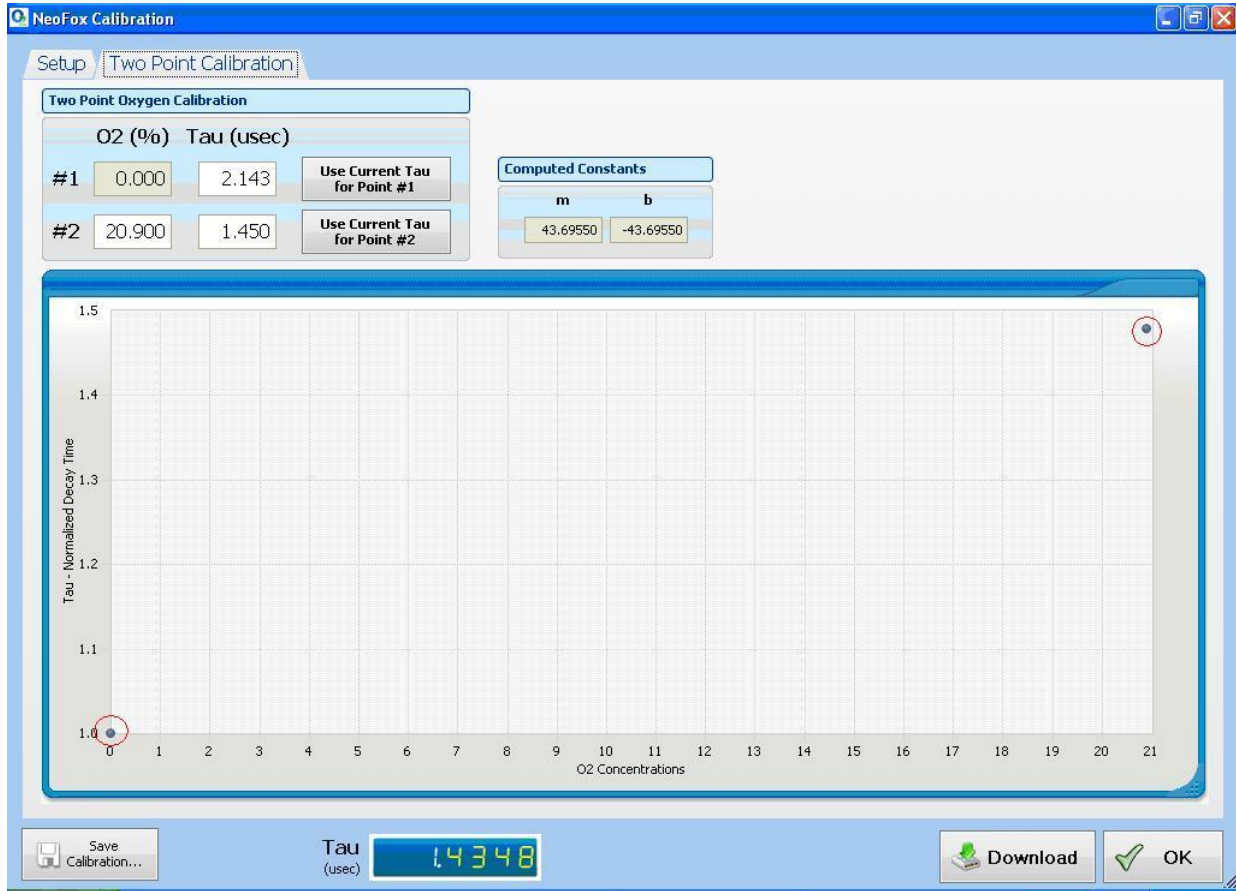 NeoFox Calibration
Setup
Two Point Calibration
Two Point Oxygen Calibration
O2 (%) Tau (usec)
#1 0.000 2.143 Use Current Tau
for Point #1
#2 20.900 1.450 Use Current Tau
for Point #2
Computed Constants
m b
43.69550 -43.69550
1.5
1.4
1.3
1.2
1.1
1.0
Tau - Normalized Decay Time
0 1 2 3 4 5 6 7 8 9 10 11 12 13 14 15 16 17 18 19 20 21
O2 Concentrations
Save
Calibration...
Tau
(usec)
1.4348
Download
OK